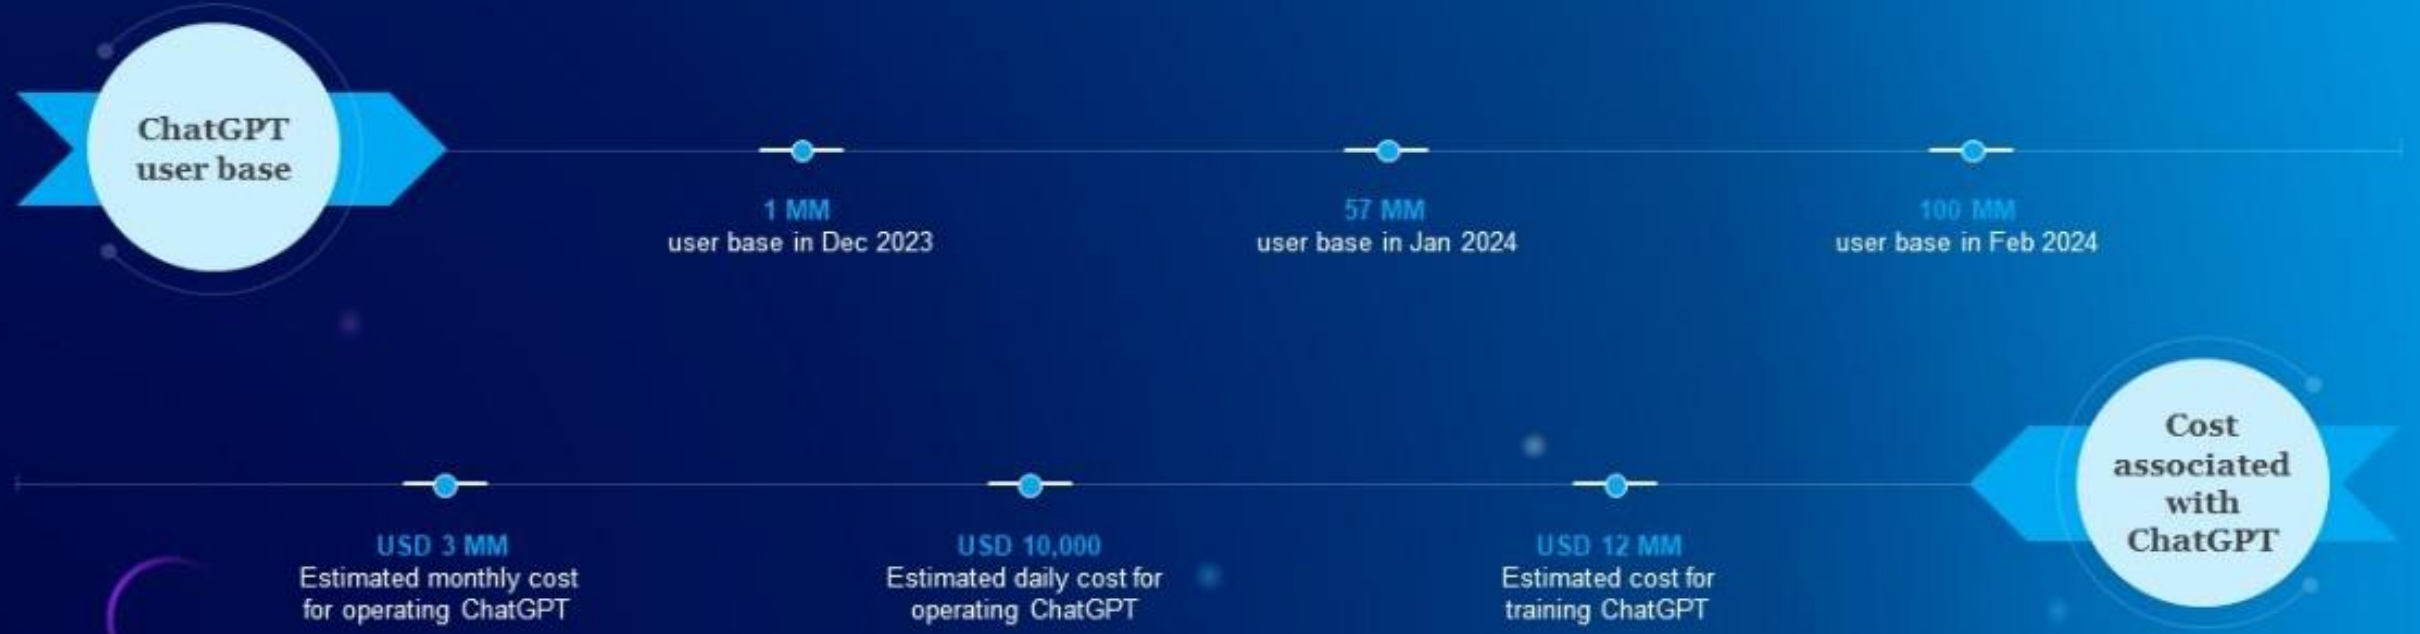 ChatGPT
user base
1 MM
user base in Dec 2023
57 MM
user base in Jan 2024
100 MM
user base in Feb 2024
USD 3 MM
Estimated monthly cost
for operating ChatGPT
USD 10,000
Estimated daily cost for
operating ChatGPT
USD 12 MM
Estimated cost for
training ChatGPT
Cost
associated
with
ChatGPT